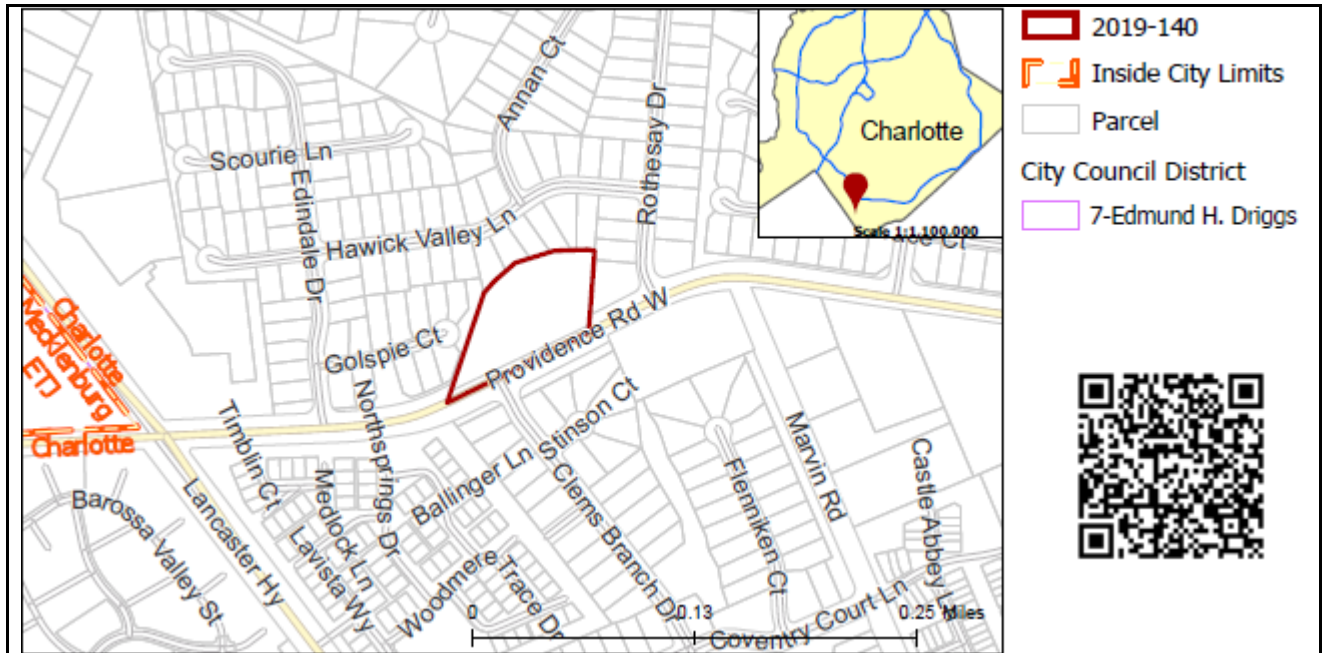 Annan Ct
Rothesay Dr
Charlotte
Scale 1:1,100,000
Scourie Ln
Edindale Dr
Hawick Valley Ln
Ct
Golspie Ct
Providence Rd W
Charlotte
Mecklenburg
ETJ
Charlotte
Northsprings Dr
Timblin Ct
Stinson Ct
Ballinger Ln
S Clems Branch Dr
Flenniken Ct
Marvin Rd
Castle Abbey L
Medlock Ln
Lavista Wy
Barossa Valley St
Lancaster Hy
Woodmere Trace Dr
Coventry Court Ln
0 0.13 0.25 Miles
2019-140
Inside City Limits
Parcel
City Council District
7-Edmund H. Driggs